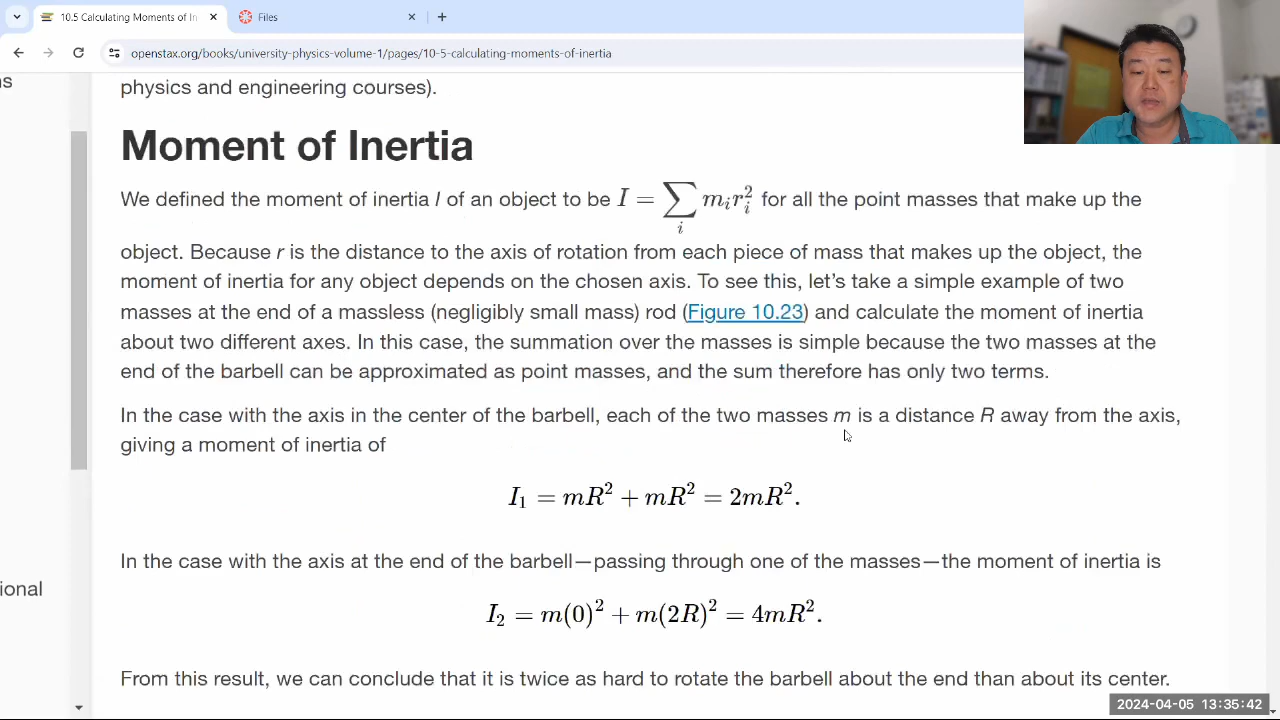 10.5 Calculating Moments of In
Files
openstax.org/books/university-physics-volume-1/pages/10-5-calculating-moments-of-inertia
physics and engineering courses).
Moment of Inertia
We defined the moment of inertia I of an object to be I = ∑_i m_i r_i^2 for all the point masses that make up the
object. Because r is the distance to the axis of rotation from each piece of mass that makes up the object, the
moment of inertia for any object depends on the chosen axis. To see this, let's take a simple example of two
masses at the end of a massless (negligibly small mass) rod (Figure 10.23) and calculate the moment of inertia
about two different axes. In this case, the summation over the masses is simple because the two masses at the
end of the barbell can be approximated as point masses, and the sum therefore has only two terms.
In the case with the axis in the center of the barbell, each of the two masses m is a distance R away from the axis,
giving a moment of inertia of
I₁ = mR² + mR² = 2mR².
In the case with the axis at the end of the barbell—passing through one of the masses—the moment of inertia is
I₂ = m(0)² + m(2R)² = 4mR².
ional
From this result, we can conclude that it is twice as hard to rotate the barbell about the end than about its center.
2024-04-05 13:35:42